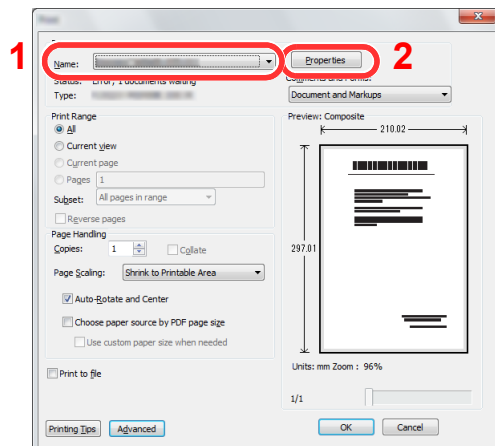 Print
1
Name:
Properties
2
Status: Error, 1 documents waiting
Comments and Forms:
Type:
Document and Markups
Print Range
All
Current view
Current page
Pages 1
Subset: All pages in range
Reverse pages
Page Handling
Copies: 1 Collate
Page Scaling: Shrink to Printable Area
Auto-Rotate and Center
Choose paper source by PDF page size
Use custom paper size when needed
Print to file
Printing Tips Advanced
Preview: Composite
210.02
297.01
Units: mm Zoom : 96%
1/1
OK Cancel